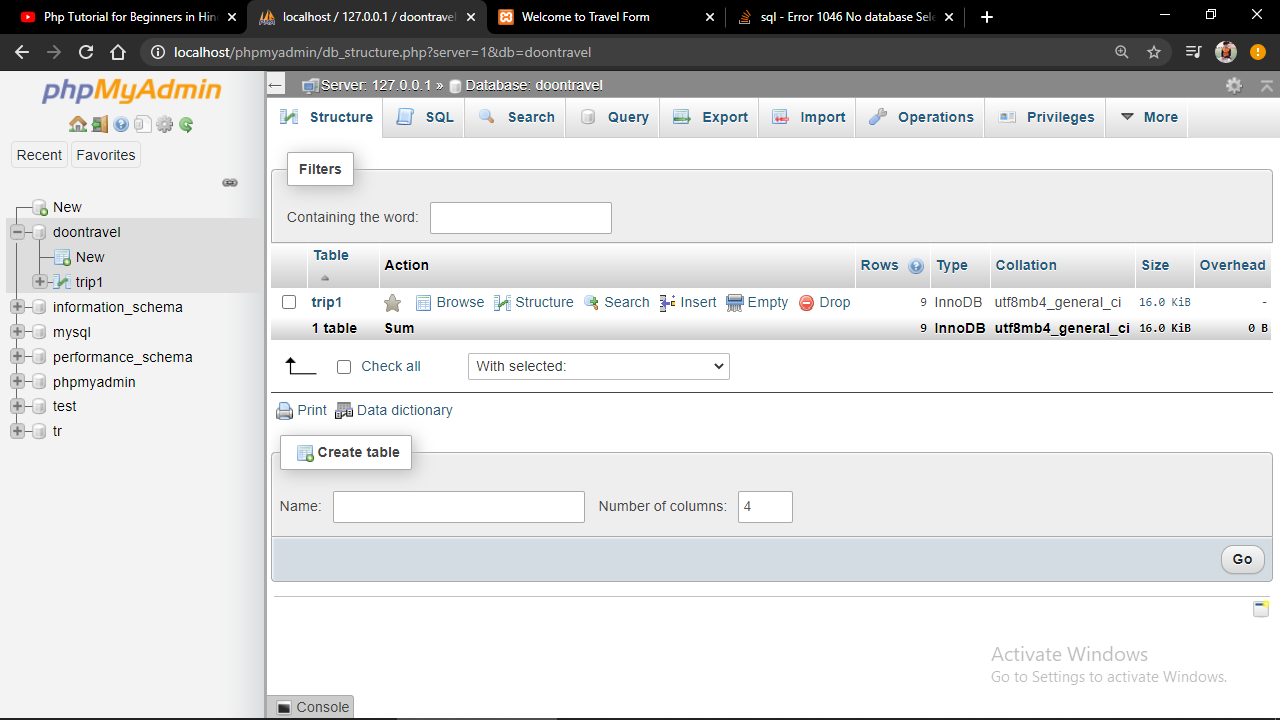 Php Tutorial for Beginners in Hin
localhost / 127.0.0.1 / doontravel
Welcome to Travel Form
sql - Error 1046 No database Sele
localhost/phpmyadmin/db_structure.php?server=1&db=doontravel
phpMyAdmin
Recent Favorites
New
doontravel
New
trip1
information_schema
mysql
performance_schema
phpmyadmin
test
tr
Server: 127.0.0.1 » Database: doontravel
Structure SQL Search Query Export Import Operations Privileges More
Filters
Containing the word:
Table Action Rows Type Collation Size Overhead
trip1 Browse Structure Search Insert Empty Drop 9 InnoDB utf8mb4_general_ci 16.0 KiB -
1 table Sum 9 InnoDB utf8mb4_general_ci 16.0 KiB 0 B
Check all With selected:
Print Data dictionary
Create table
Name: Number of columns: 4
Go
Activate Windows
Go to Settings to activate Windows.
Console